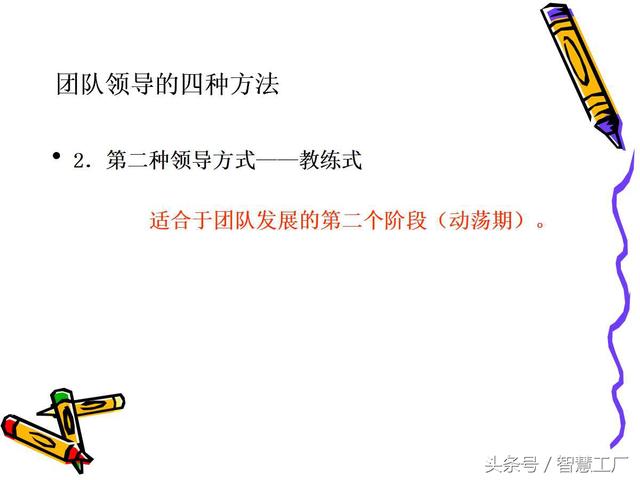 团队领导的四种方法
• 2．第二种领导方式——教练式
适合于团队发展的第二个阶段（动荡期）。
头条号 / 智慧工厂